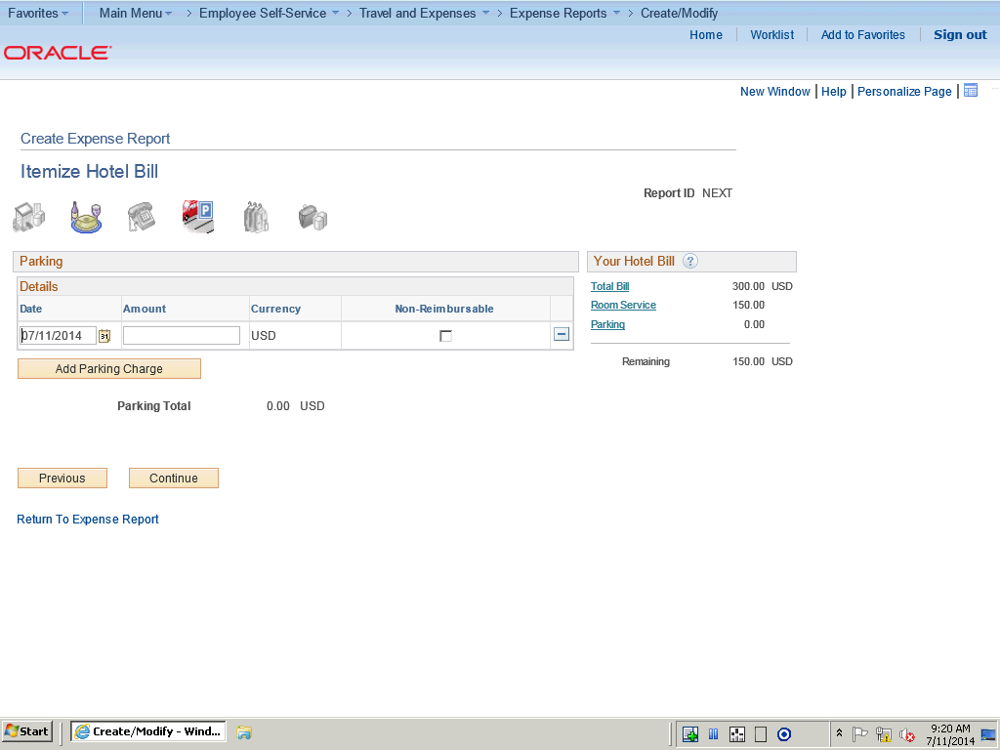 Favorites Main Menu > Employee Self-Service > Travel and Expenses > Expense Reports > Create/Modify
Home Worklist Add to Favorites Sign out
ORACLE
New Window | Help | Personalize Page |
Create Expense Report
Itemize Hotel Bill
Report ID NEXT
P
Parking
Your Hotel Bill ?
Details
Total Bill 300.00 USD
Date Amount Currency Non-Reimbursable
Room Service 150.00
Parking 0.00
07/11/2014 31 USD
Add Parking Charge
Remaining 150.00 USD
Parking Total 0.00 USD
Previous Continue
Return To Expense Report
Start Create/Modify - Wind...
9:20 AM
7/11/2014